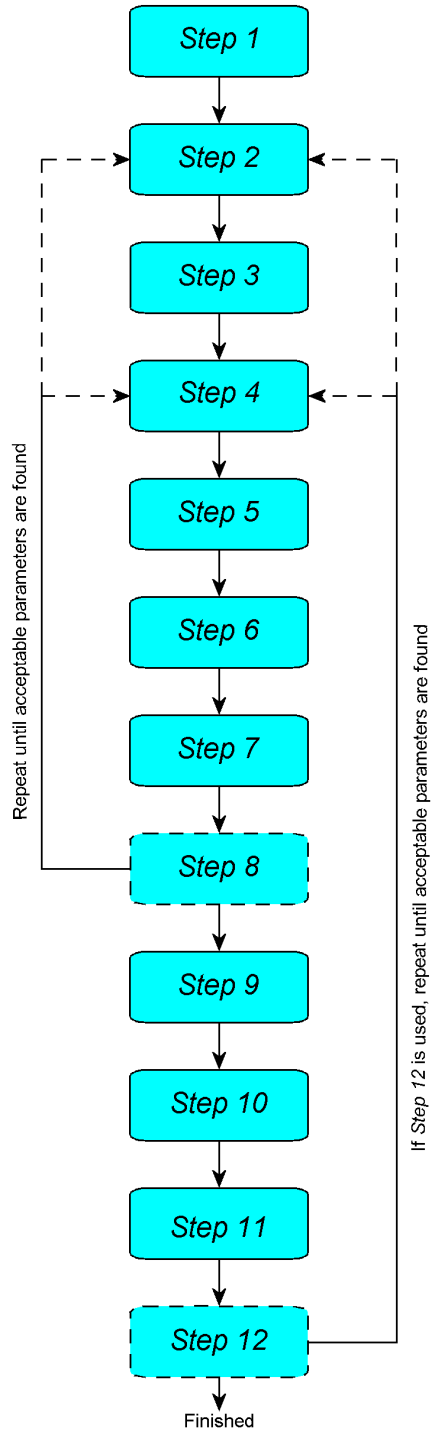 Step 1
Step 2
Step 3
Step 4
Step 5
Step 6
Step 7
Step 8
Step 9
Step 10
Step 11
Step 12
Finished
Repeat until acceptable parameters are found
If Step 12 is used, repeat until acceptable parameters are found